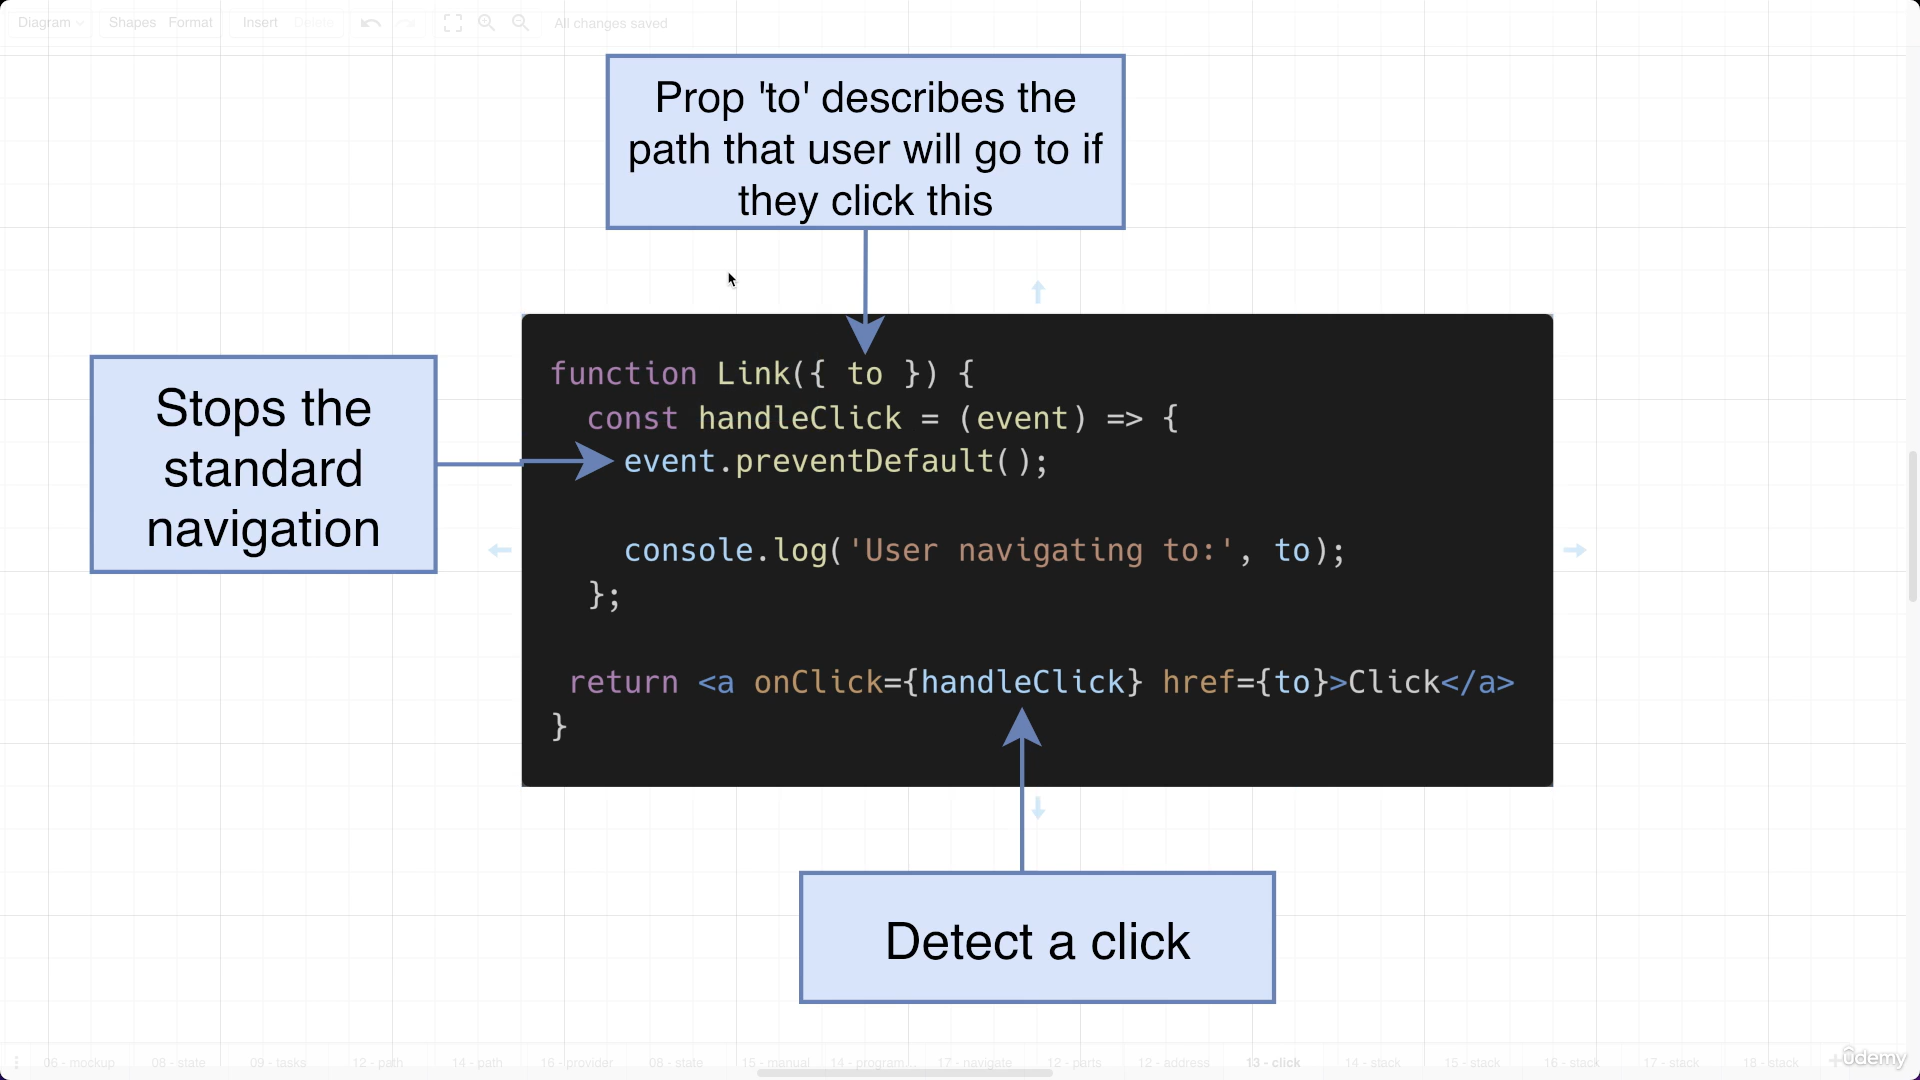 Diagram Shapes Format Insert Delete All changes saved
Prop 'to' describes the
path that user will go to if
they click this
Stops the
standard
navigation
function Link({ to }) {
const handleClick = (event) => {
event.preventDefault();
console.log('User navigating to:', to);
};
return <a onClick={handleClick} href={to}>Click</a>
}
Detect a click
06 - mockup 08 - state 09 - tasks 12 - path 14 - path 16 - provider 08 - state 15 - manual 14 - program... 17 - navigate 12 - parts 12 - address 13 - click 14 - stack 15 - stack 16 - stack 17 - stack 18 - stack
ûdemy